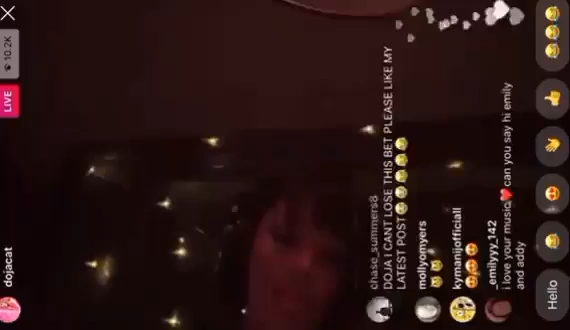 dojacat
LIVE
10.2K
chase_summers8
DOJA I CANT LOSE THIS BET PLEASE LIKE MY
LATEST POST😂😂😂😂😂😂
mollyomyers
kymanijofficiall
😍😍😍
_emilyyy_142
i love your music❤️ can you say hi emily
and addy
Hello